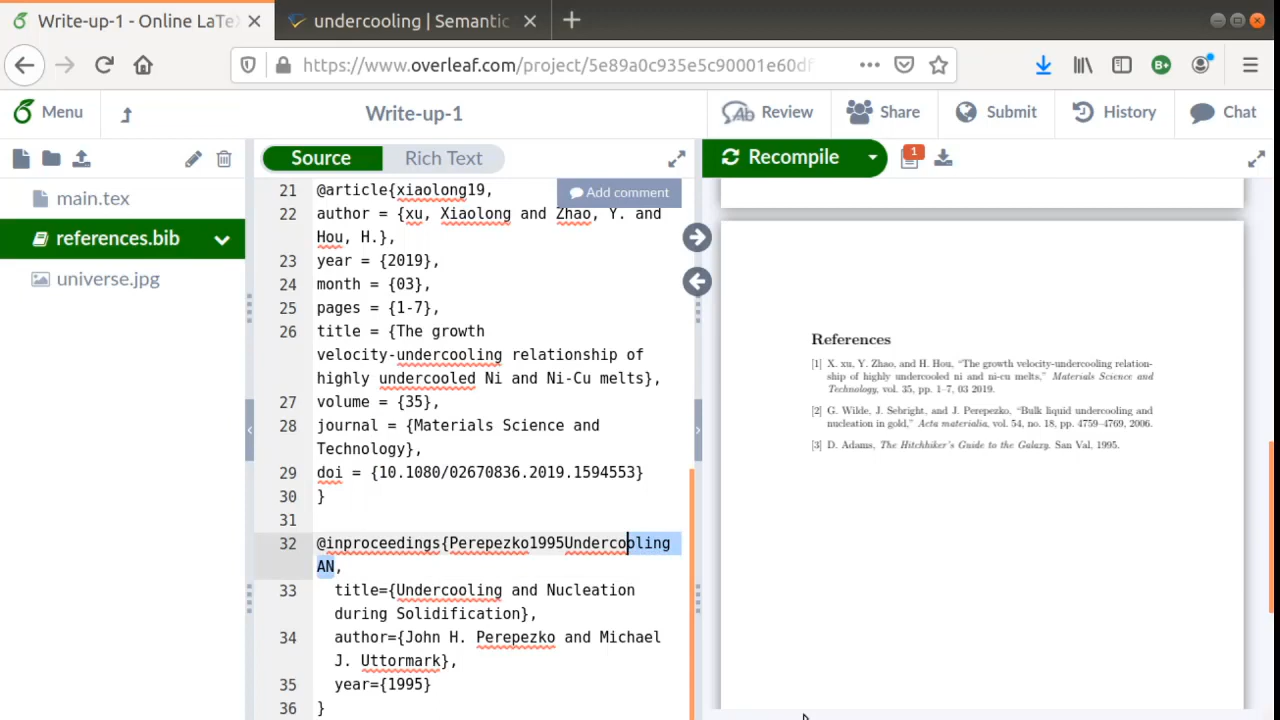 Write-up-1 - Online LaTeX
undercooling | Semantic
https://www.overleaf.com/project/5e89a0c935e5c90001e60df
B+
Menu
Write-up-1
Review
Share
Submit
History
Chat
Source
Rich Text
Recompile
1
main.tex
references.bib
universe.jpg
Add comment
21 @article{xiaolong19,
22 author = {xu, Xiaolong and Zhao, Y. and
Hou, H.},
23 year = {2019},
24 month = {03},
25 pages = {1-7},
26 title = {The growth
velocity-undercooling relationship of
highly undercooled Ni and Ni-Cu melts},
27 volume = {35},
28 journal = {Materials Science and
Technology},
29 doi = {10.1080/02670836.2019.1594553}
30 }
31
32 @inproceedings{Perepezko1995Undercooling
AN,
33 title={Undercooling and Nucleation
during Solidification},
34 author={John H. Perepezko and Michael
J. Uttormark},
35 year={1995}
36 }
References
[1] X. xu, Y. Zhao, and H. Hou, “The growth velocity-undercooling relation-
ship of highly undercooled ni and ni-cu melts,” Materials Science and
Technology, vol. 35, pp. 1–7, 03 2019.
[2] G. Wilde, J. Sebright, and J. Perepezko, “Bulk liquid undercooling and
nucleation in gold,” Acta materialia, vol. 54, no. 18, pp. 4759–4769, 2006.
[3] D. Adams, The Hitchhiker’s Guide to the Galaxy. San Val, 1995.